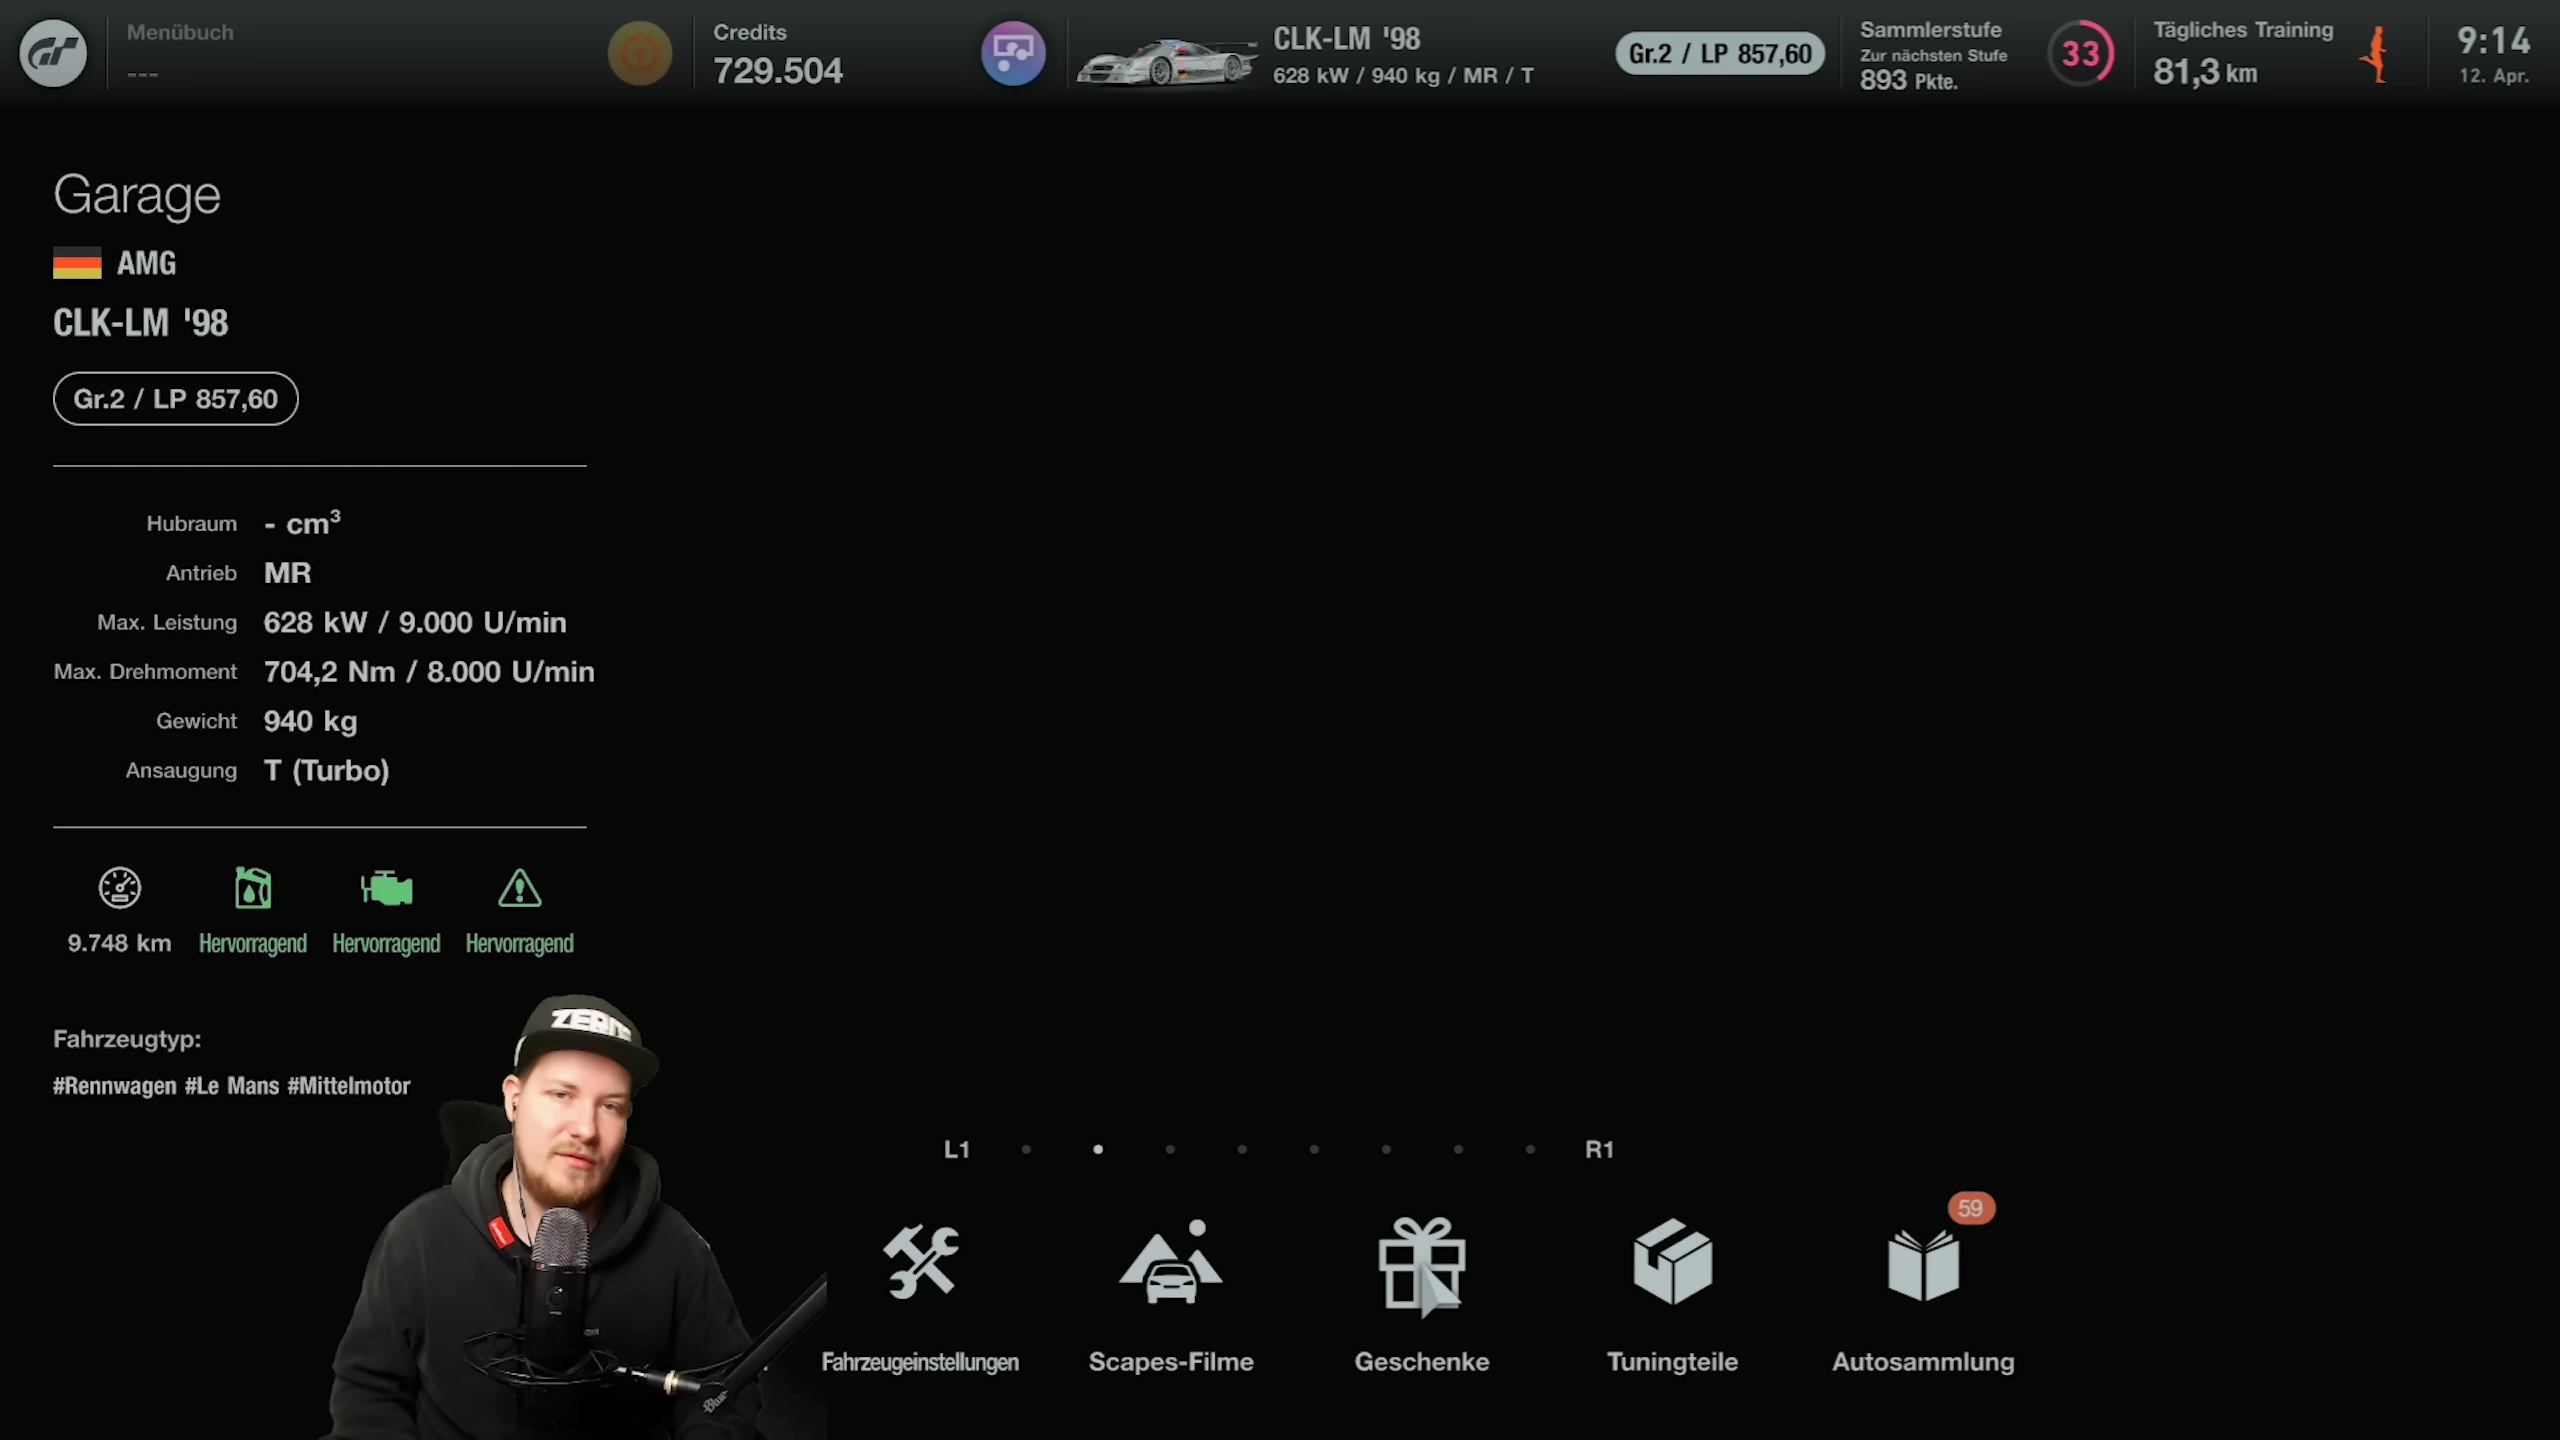 Menübuch
---
Credits
729.504
CLK-LM '98
628 kW / 940 kg / MR / T
Gr.2 / LP 857,60
Sammlerstufe
Zur nächsten Stufe
893 Pkte.
33
Tägliches Training
81,3 km
9:14
12. Apr.
Garage
AMG
CLK-LM '98
Gr.2 / LP 857,60
Hubraum - cm³
Antrieb MR
Max. Leistung 628 kW / 9.000 U/min
Max. Drehmoment 704,2 Nm / 8.000 U/min
Gewicht 940 kg
Ansaugung T (Turbo)
9.748 km Hervorragend Hervorragend Hervorragend
Fahrzeugtyp:
#Rennwagen #Le Mans #Mittelmotor
L1 R1
59
Fahrzeugeinstellungen Scapes-Filme Geschenke Tuningteile Autosammlung
Blue